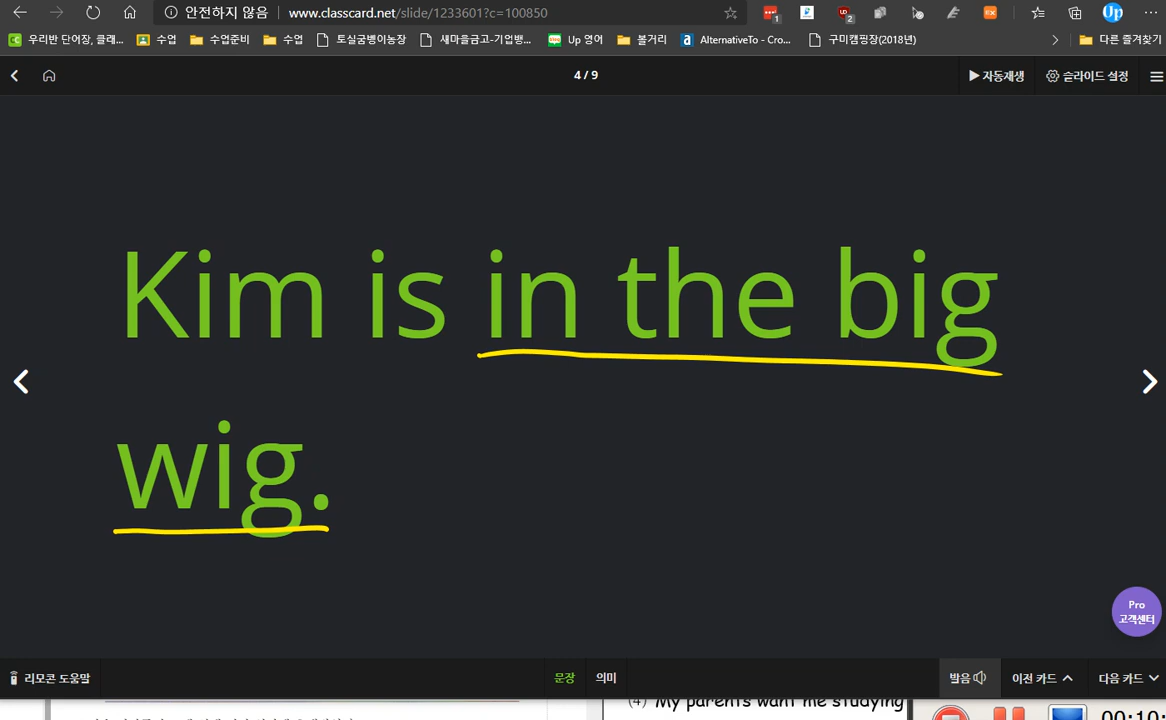 안전하지 않음 | www.classcard.net/slide/1233601?c=100850
1
2
우리반 단어장, 클래...
수업
수업준비
수업
토실궁벵이농장
새마을금고-기업뱅...
Up 영어
볼거리
AlternativeTo - Cro...
구미캠핑장(2018년)
다른 즐겨찾기
4 / 9
자동재생
슬라이드 설정
Kim is in the big
wig.
Pro
고객센터
리모콘 도움말
문장
의미
발음
이전 카드
다음 카드
(4) My parents want me studying
00:10: